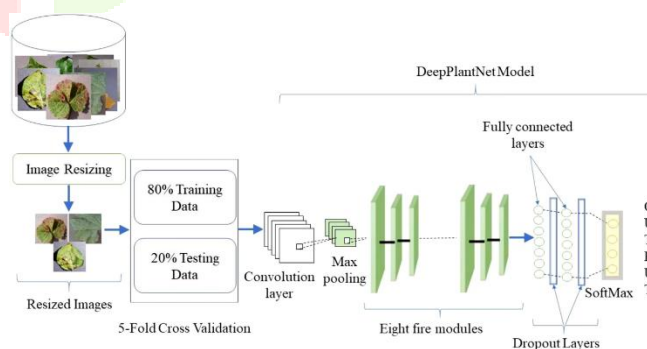 DeepPlantNet Model
Fully connected
layers
Image Resizing
80% Training
Data
20% Testing
Data
Convolution
layer
Max
pooling
SoftMax
Resized Images
5-Fold Cross Validation
Eight fire modules
Dropout Layers